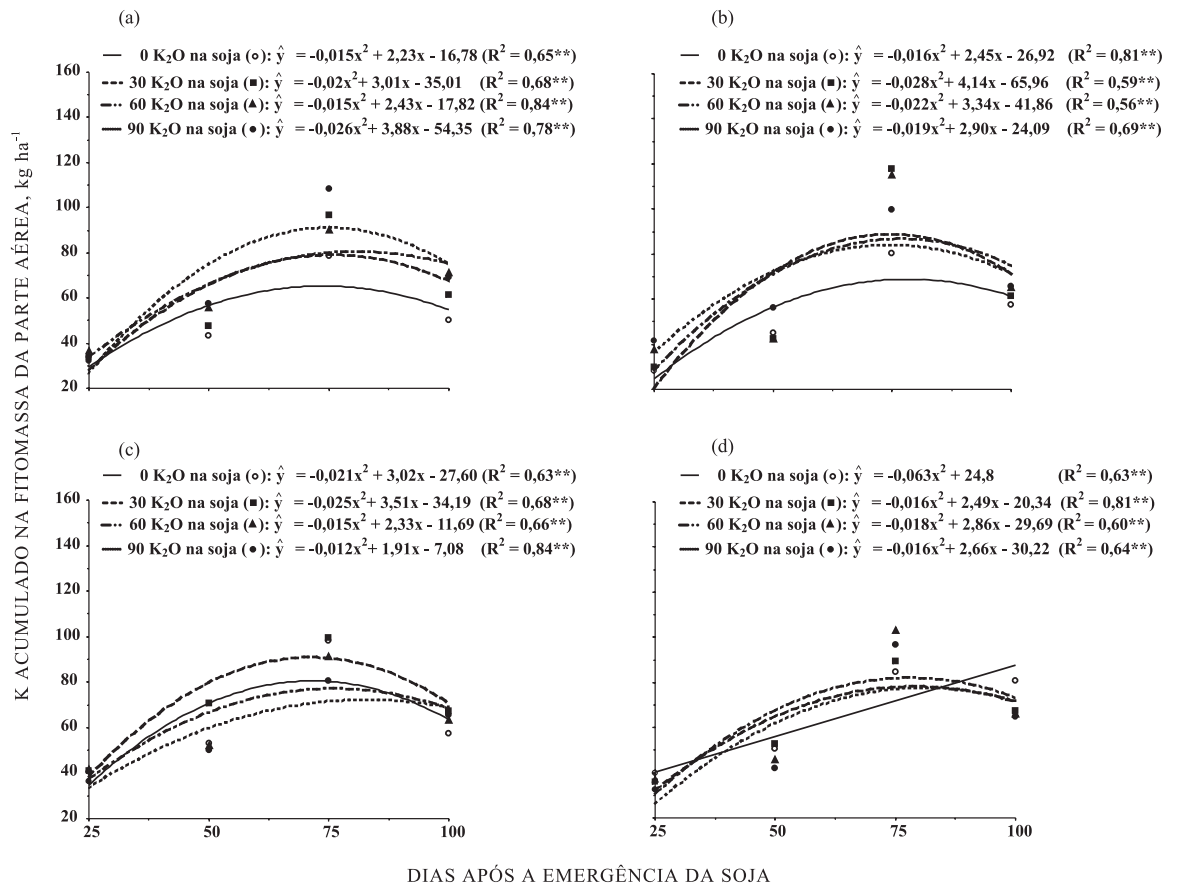 (a)
0 K₂O na soja (○): ŷ = -0,015x² + 2,23x - 16,78 (R² = 0,65**)
30 K₂O na soja (■): ŷ =-0,02x² + 3,01x - 35,01 (R² = 0,68**)
60 K₂O na soja (▲): ŷ =-0,015x² + 2,43x - 17,82 (R² = 0,84**)
90 K₂O na soja (●): ŷ =-0,026x² + 3,88x - 54,35 (R² = 0,78**)
160
140
120
100
80
60
40
20
(b)
0 K₂O na soja (○): ŷ =-0,016x² + 2,45x - 26,92 (R² = 0,81**)
30 K₂O na soja (■): ŷ =-0,028x² + 4,14x - 65,96 (R² = 0,59**)
60 K₂O na soja (▲): ŷ =-0,022x² + 3,34x - 41,86 (R² = 0,56**)
90 K₂O na soja (●): ŷ =-0,019x² + 2,90x - 24,09 (R² = 0,69**)
K ACUMULADO NA FITOMASSA DA PARTE AÉREA, kg ha⁻¹
(c)
0 K₂O na soja (○): ŷ = -0,021x² + 3,02x - 27,60 (R² = 0,63**)
30 K₂O na soja (■): ŷ =-0,025x² + 3,51x - 34,19 (R² = 0,68**)
60 K₂O na soja (▲): ŷ =-0,015x² + 2,33x - 11,69 (R² = 0,66**)
90 K₂O na soja (●): ŷ =-0,012x² + 1,91x - 7,08 (R² = 0,84**)
160
140
120
100
80
60
40
20
25 50 75 100
(d)
0 K₂O na soja (○): ŷ =-0,063x² + 24,8 (R² = 0,63**)
30 K₂O na soja (■): ŷ =-0,016x² + 2,49x - 20,34 (R² = 0,81**)
60 K₂O na soja (▲): ŷ =-0,018x² + 2,86x - 29,69 (R² = 0,60**)
90 K₂O na soja (●): ŷ =-0,016x² + 2,66x - 30,22 (R² = 0,64**)
25 50 75 100
DIAS APÓS A EMERGÊNCIA DA SOJA